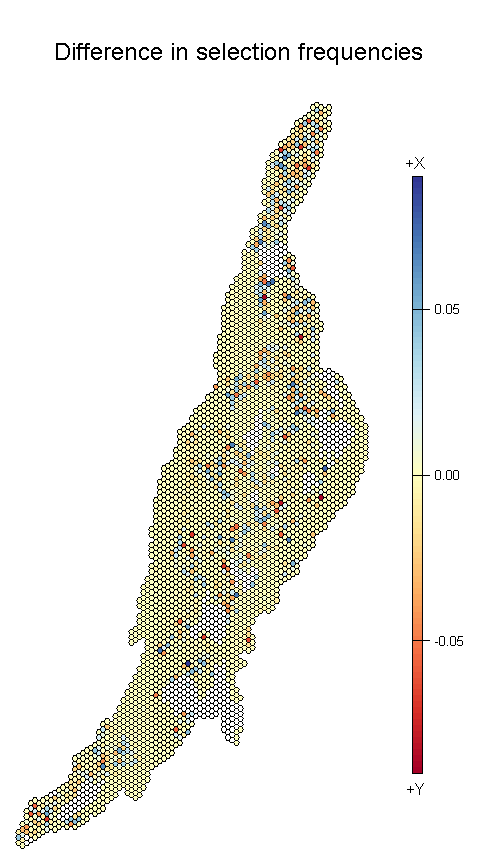 Difference in selection frequencies
+X
0.05
0.00
-0.05
+Y